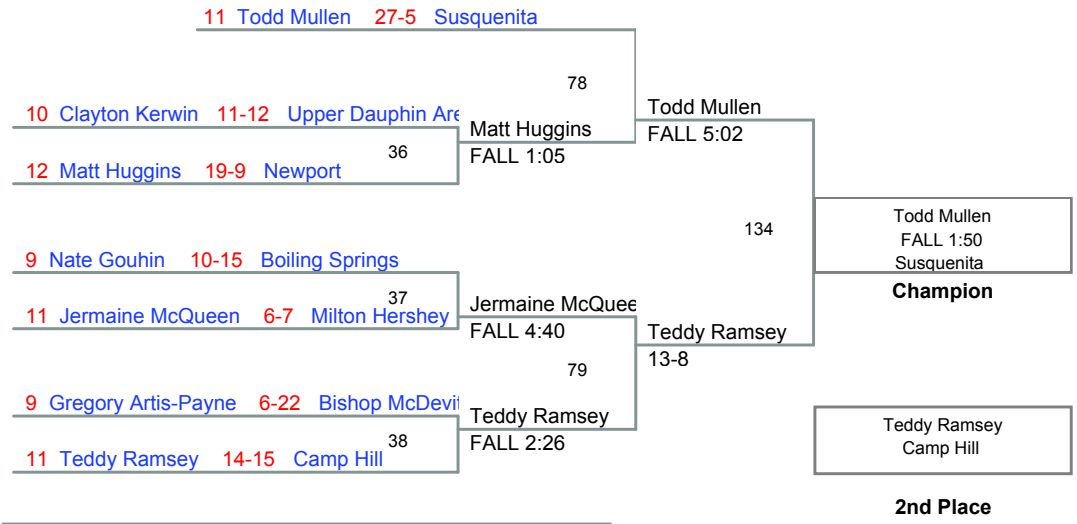 11 Todd Mullen 27-5 Susquenita
78
10 Clayton Kerwin 11-12 Upper Dauphin Are
Todd Mullen
Matt Huggins
FALL 5:02
36
FALL 1:05
12 Matt Huggins 19-9 Newport
134
Todd Mullen
FALL 1:50
Susquenita
Champion
9 Nate Gouhin 10-15 Boiling Springs
37
Jermaine McQuee
11 Jermaine McQueen 6-7 Milton Hershey
FALL 4:40
Teddy Ramsey
13-8
79
9 Gregory Artis-Payne 6-22 Bishop McDevit
Teddy Ramsey
38
FALL 2:26
11 Teddy Ramsey 14-15 Camp Hill
Teddy Ramsey
Camp Hill
2nd Place